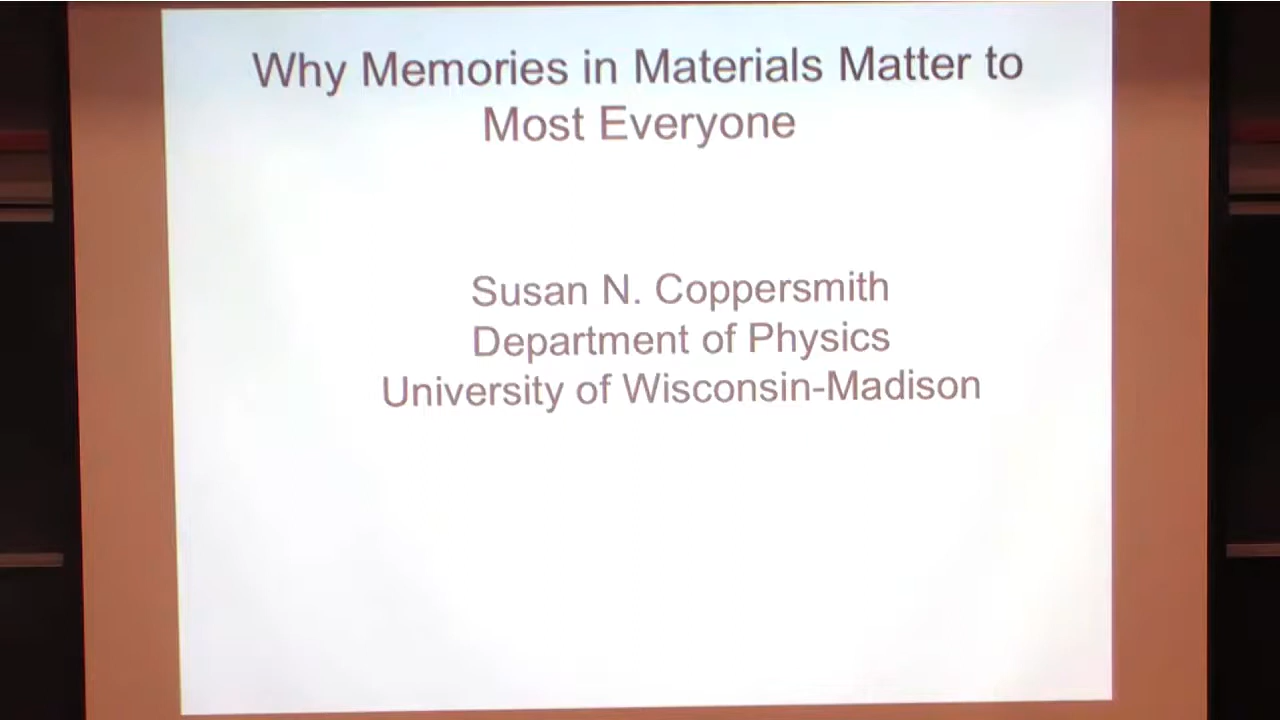 Why Memories in Materials Matter to
Most Everyone
Susan N. Coppersmith
Department of Physics
University of Wisconsin-Madison